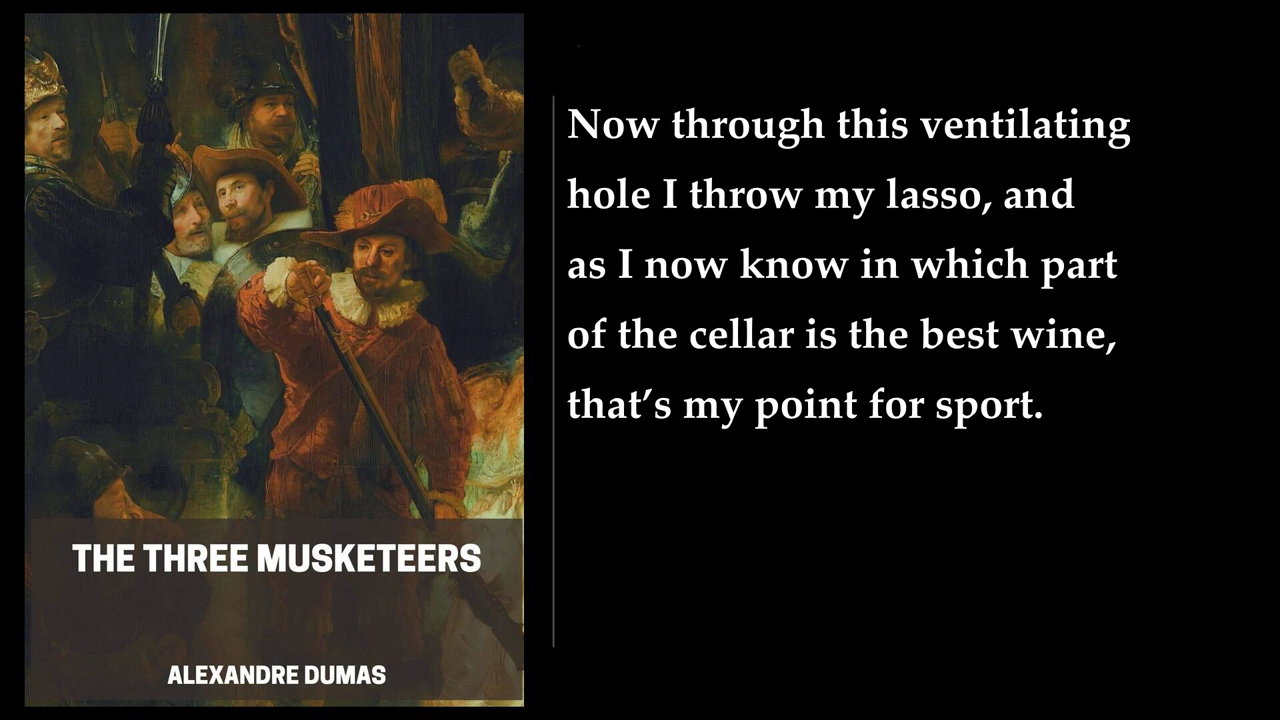 Now through this ventilating
hole I throw my lasso, and
as I now know in which part
of the cellar is the best wine,
that’s my point for sport.
THE THREE MUSKETEERS
ALEXANDRE DUMAS